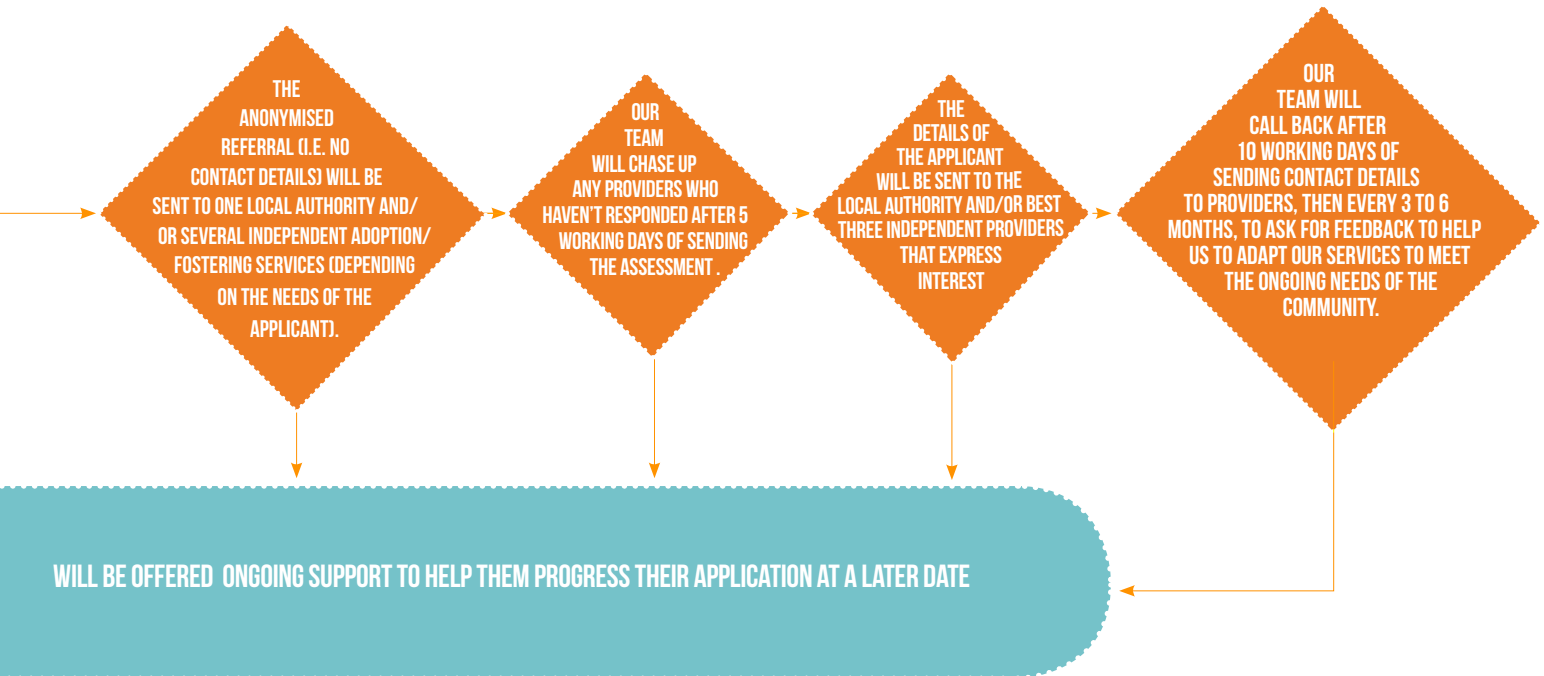 THE
ANONYMISED
REFERRAL (I.E. NO
CONTACT DETAILS) WILL BE
SENT TO ONE LOCAL AUTHORITY AND/
OR SEVERAL INDEPENDENT ADOPTION/
FOSTERING SERVICES (DEPENDING
ON THE NEEDS OF THE
APPLICANT).
OUR
TEAM
WILL CHASE UP
ANY PROVIDERS WHO
HAVEN'T RESPONDED AFTER 5
WORKING DAYS OF SENDING
THE ASSESSMENT .
THE
DETAILS OF
THE APPLICANT
WILL BE SENT TO THE
LOCAL AUTHORITY AND/OR BEST
THREE INDEPENDENT PROVIDERS
THAT EXPRESS
INTEREST
OUR
TEAM WILL
CALL BACK AFTER
10 WORKING DAYS OF
SENDING CONTACT DETAILS
TO PROVIDERS, THEN EVERY 3 TO 6
MONTHS, TO ASK FOR FEEDBACK TO HELP
US TO ADAPT OUR SERVICES TO MEET
THE ONGOING NEEDS OF THE
COMMUNITY.
WILL BE OFFERED ONGOING SUPPORT TO HELP THEM PROGRESS THEIR APPLICATION AT A LATER DATE